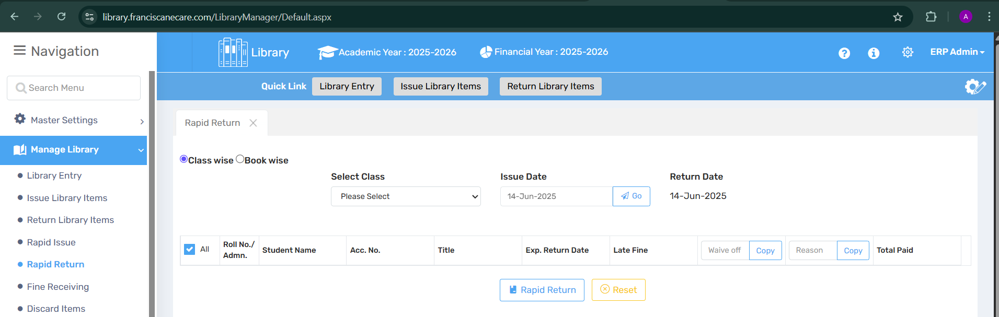 library.franciscanecare.com/LibraryManager/Default.aspx
A
Navigation
Library
Academic Year : 2025-2026
Financial Year : 2025-2026
ERP Admin
Search Menu
Quick Link
Library Entry
Issue Library Items
Return Library Items
Master Settings
Manage Library
Library Entry
Issue Library Items
Return Library Items
Rapid Issue
Rapid Return
Fine Receiving
Discard Items
Rapid Return
Class wise
Book wise
Select Class
Issue Date
Return Date
Please Select
14-Jun-2025
Go
14-Jun-2025
All
Roll No./
Admn.
Student Name
Acc. No.
Title
Exp. Return Date
Late Fine
Waive off
Copy
Reason
Copy
Total Paid
Rapid Return
Reset